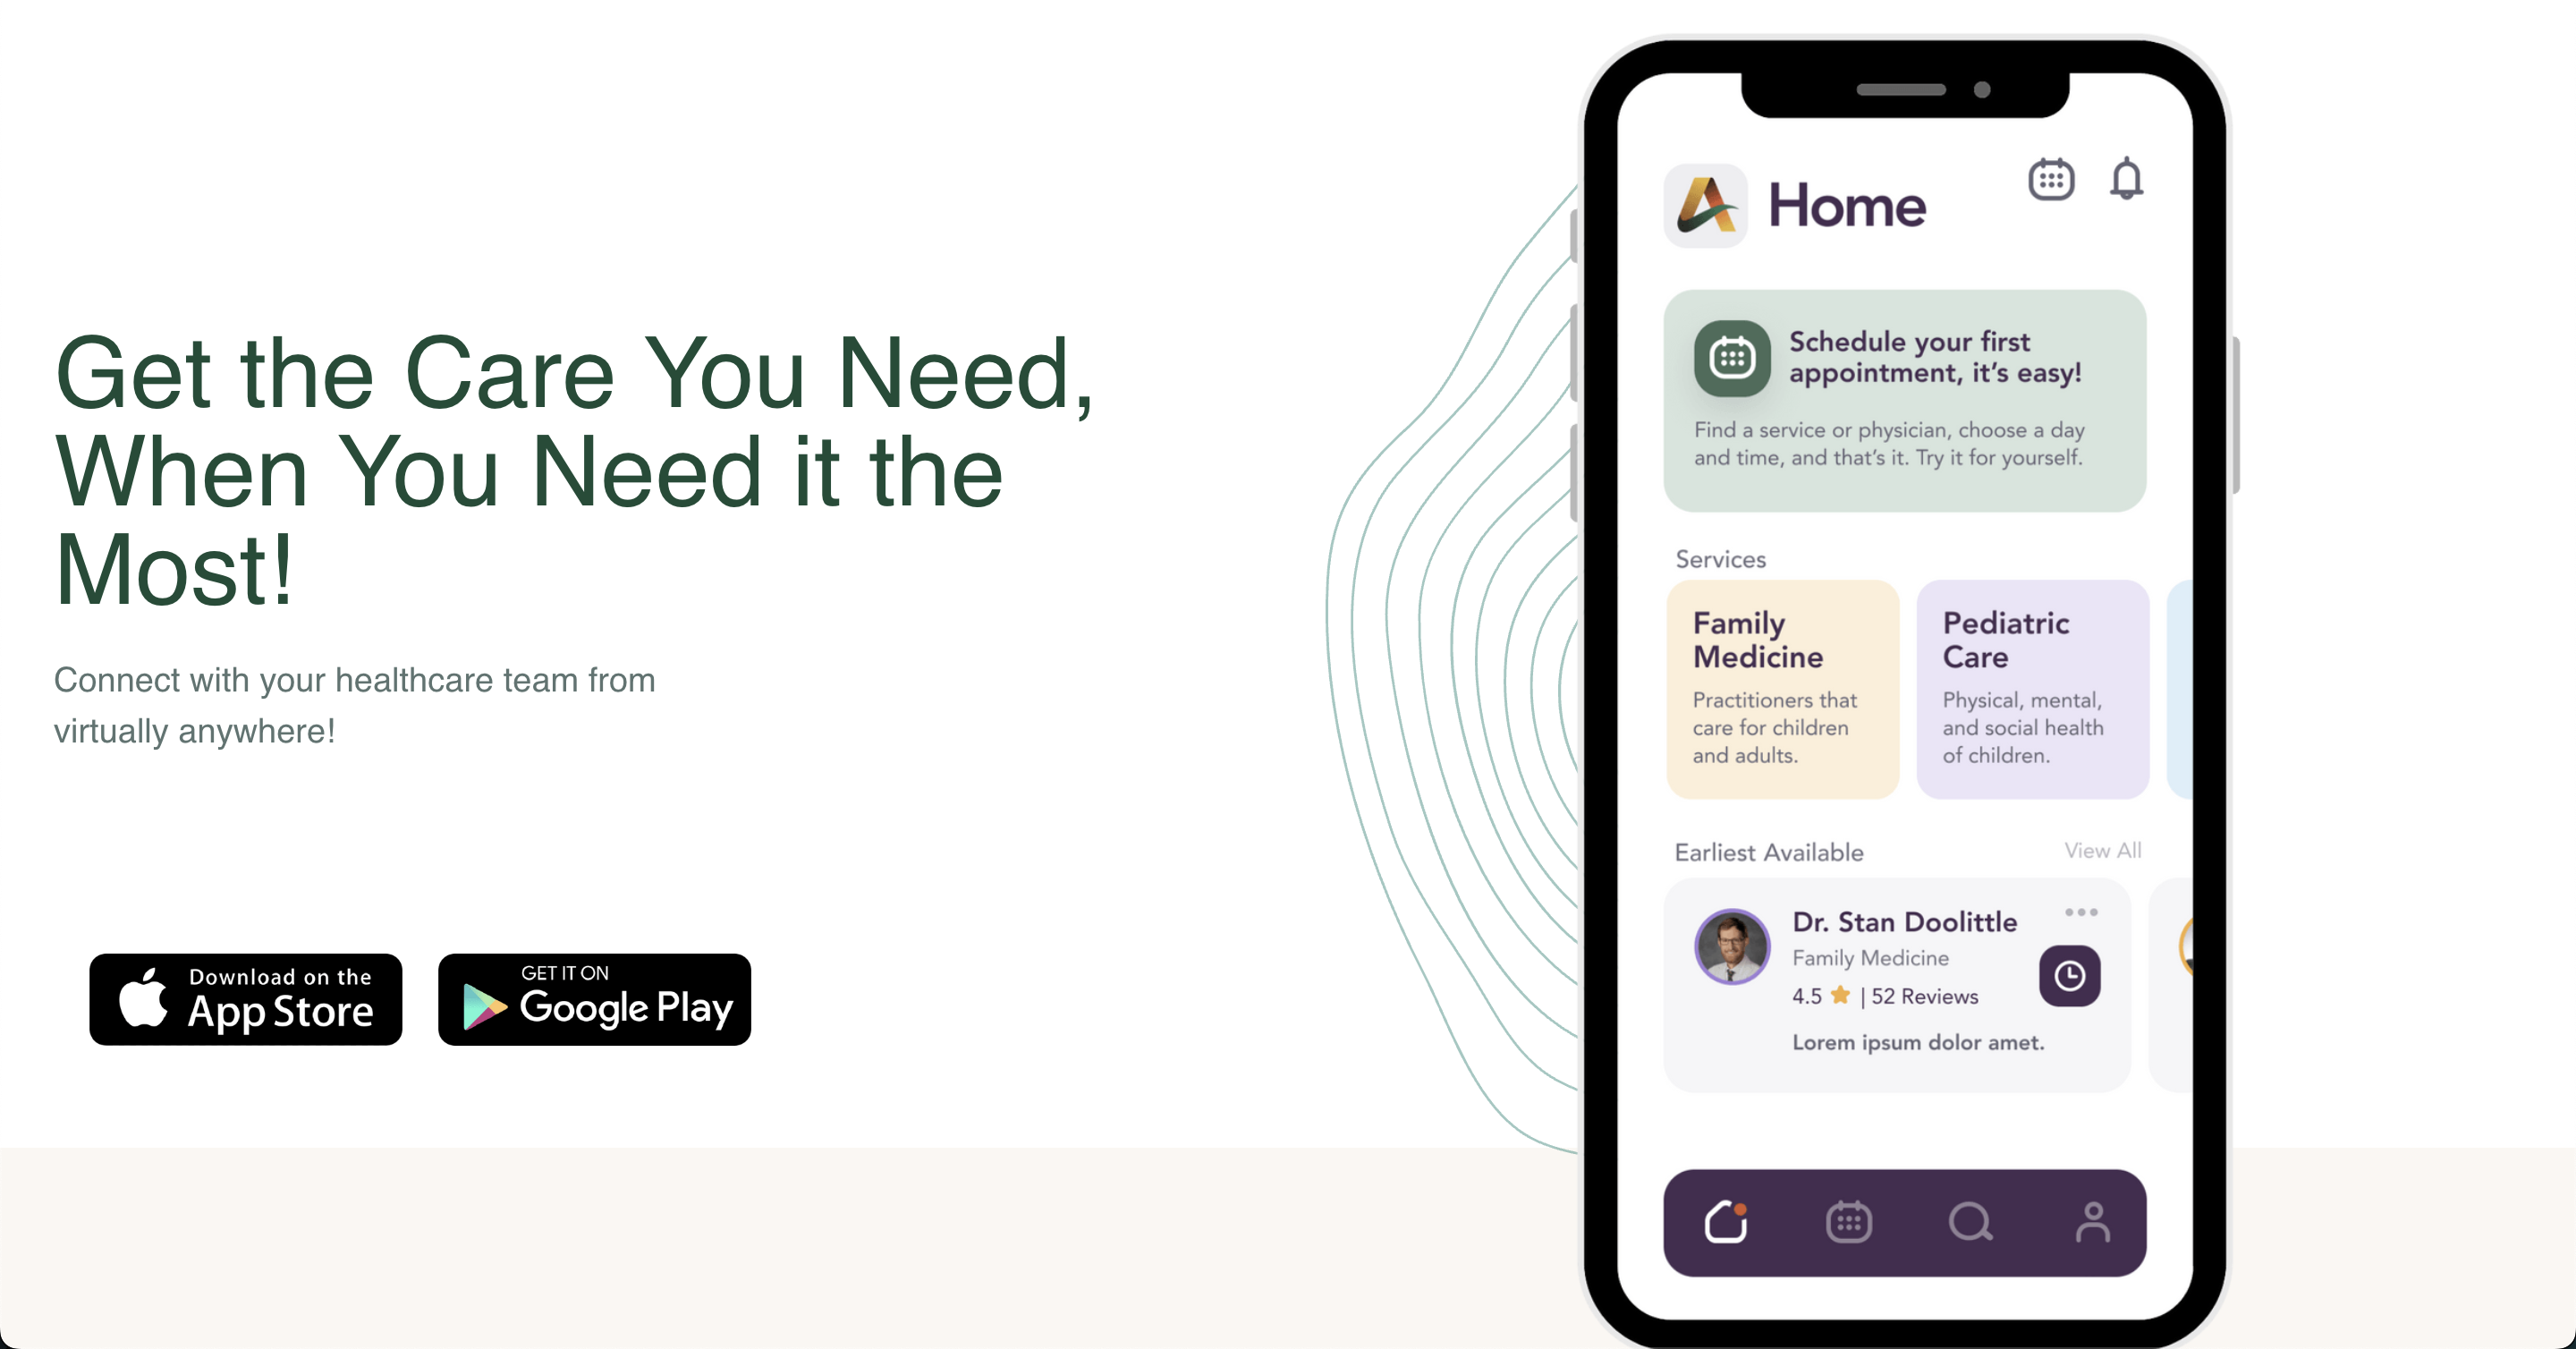 Get the Care You Need,
When You Need it the
Most!
Connect with your healthcare team from
virtually anywhere!
Download on the
App Store
GET IT ON
Google Play
Home
Schedule your first
appointment, it’s easy!
Find a service or physician, choose a day
and time, and that’s it. Try it for yourself.
Services
Family
Medicine
Practitioners that
care for children
and adults.
Pediatric
Care
Physical, mental,
and social health
of children.
Earliest Available
View All
Dr. Stan Doolittle
Family Medicine
4.5 | 52 Reviews
Lorem ipsum dolor amet.